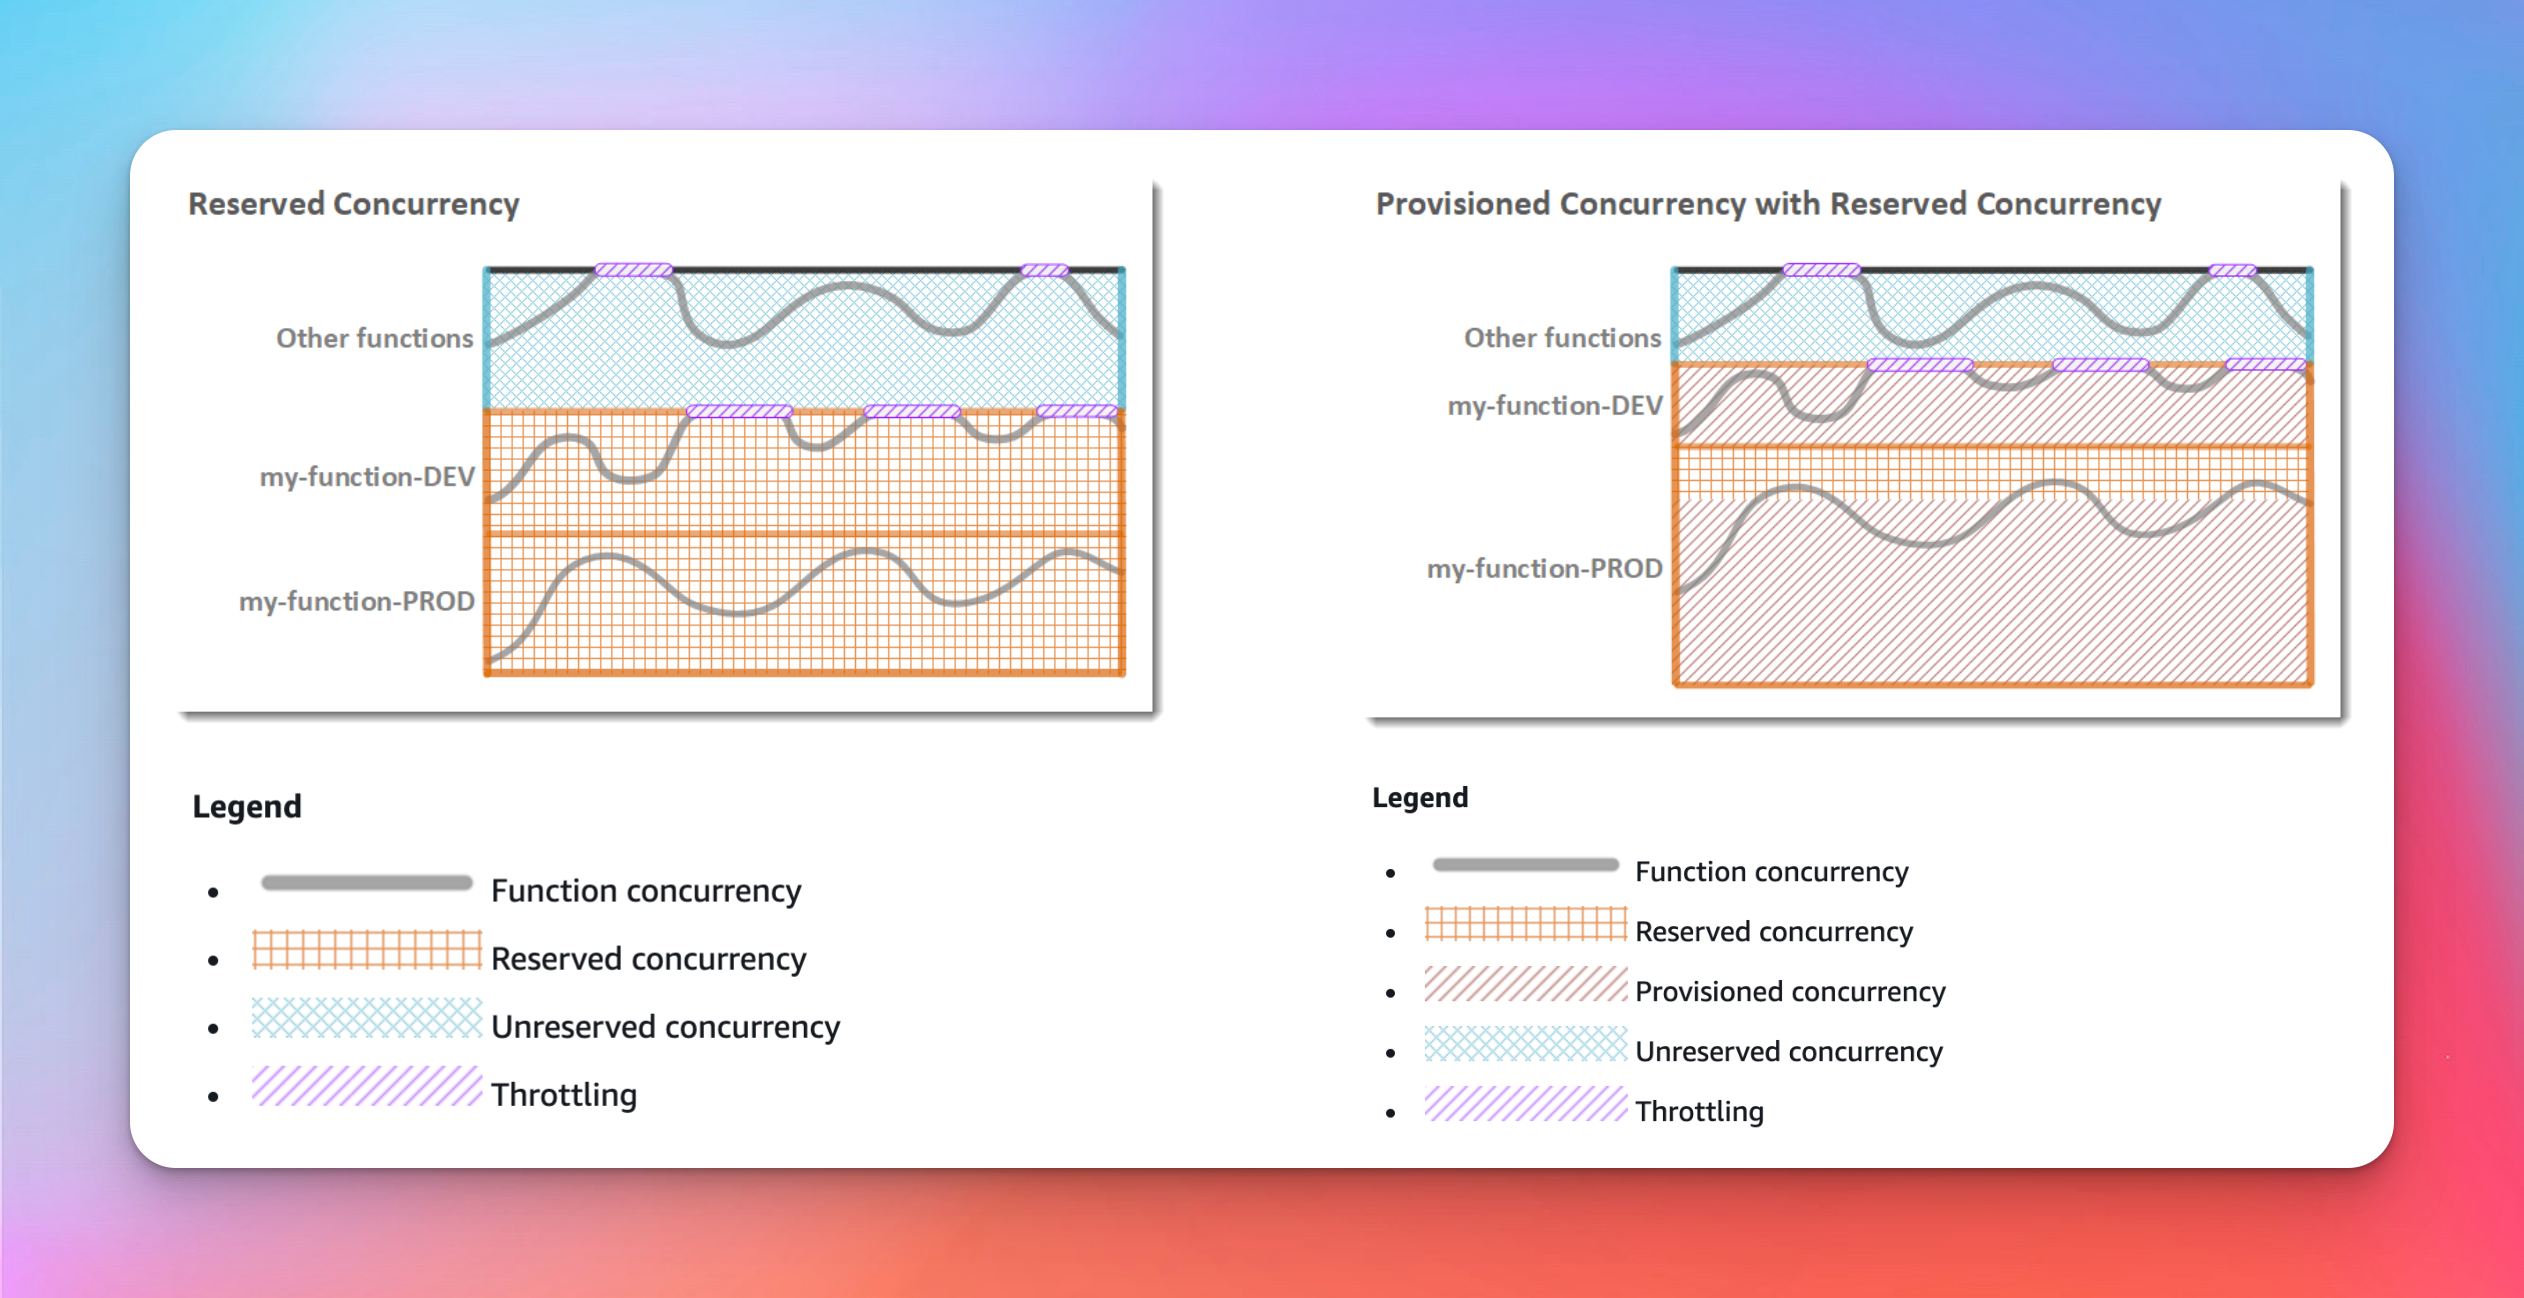 Reserved Concurrency
Other functions
my-function-DEV
my-function-PROD
Legend
Function concurrency
Reserved concurrency
Unreserved concurrency
Throttling
Provisioned Concurrency with Reserved Concurrency
Other functions
my-function-DEV
my-function-PROD
Legend
Function concurrency
Reserved concurrency
Provisioned concurrency
Unreserved concurrency
Throttling